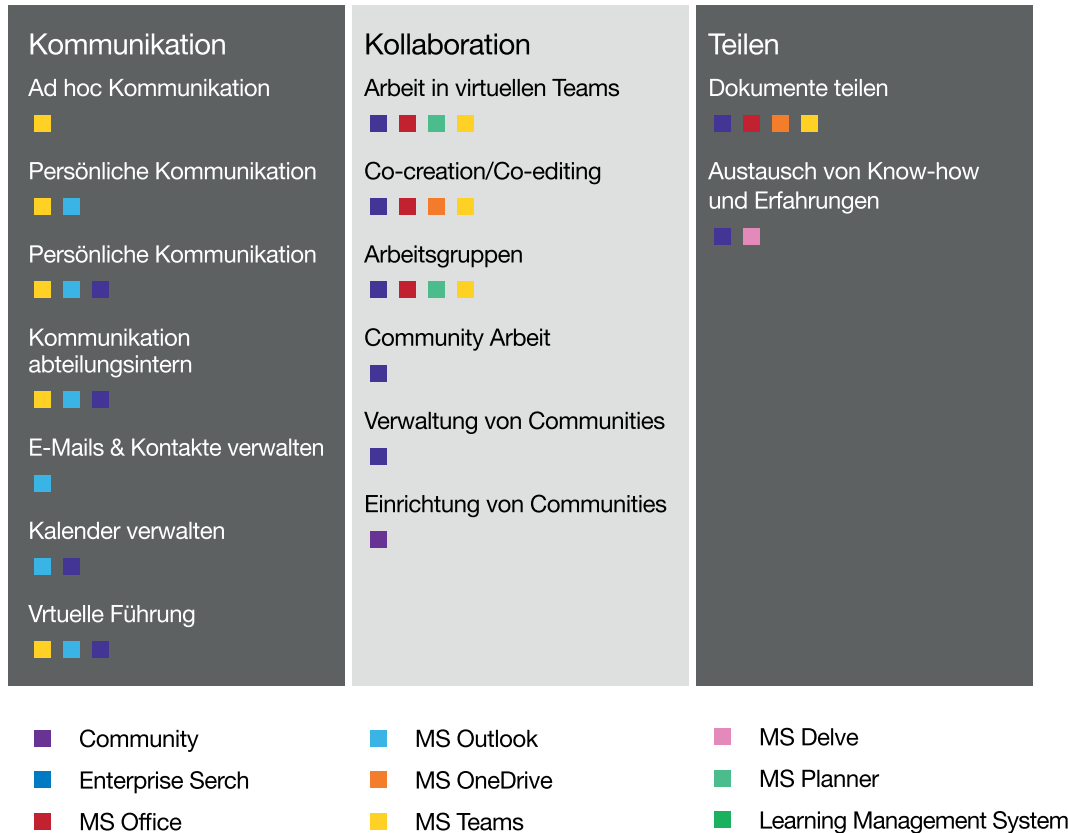 Kommunikation
Ad hoc Kommunikation
Persönliche Kommunikation
Persönliche Kommunikation
Kommunikation
abteilungsintern
E-Mails & Kontakte verwalten
Kalender verwalten
Vrtuelle Führung
Kollaboration
Arbeit in virtuellen Teams
Co-creation/Co-editing
Arbeitsgruppen
Community Arbeit
Verwaltung von Communities
Einrichtung von Communities
Teilen
Dokumente teilen
Austausch von Know-how
und Erfahrungen
Community
Enterprise Serch
MS Office
MS Outlook
MS OneDrive
MS Teams
MS Delve
MS Planner
Learning Management System